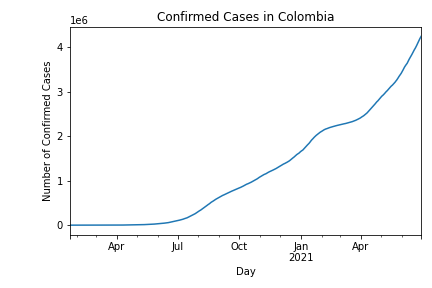 Confirmed Cases in Colombia
1e6
Number of Confirmed Cases
4
3
2
1
0
Apr
Jul
Oct
Jan
2021
Apr
Day